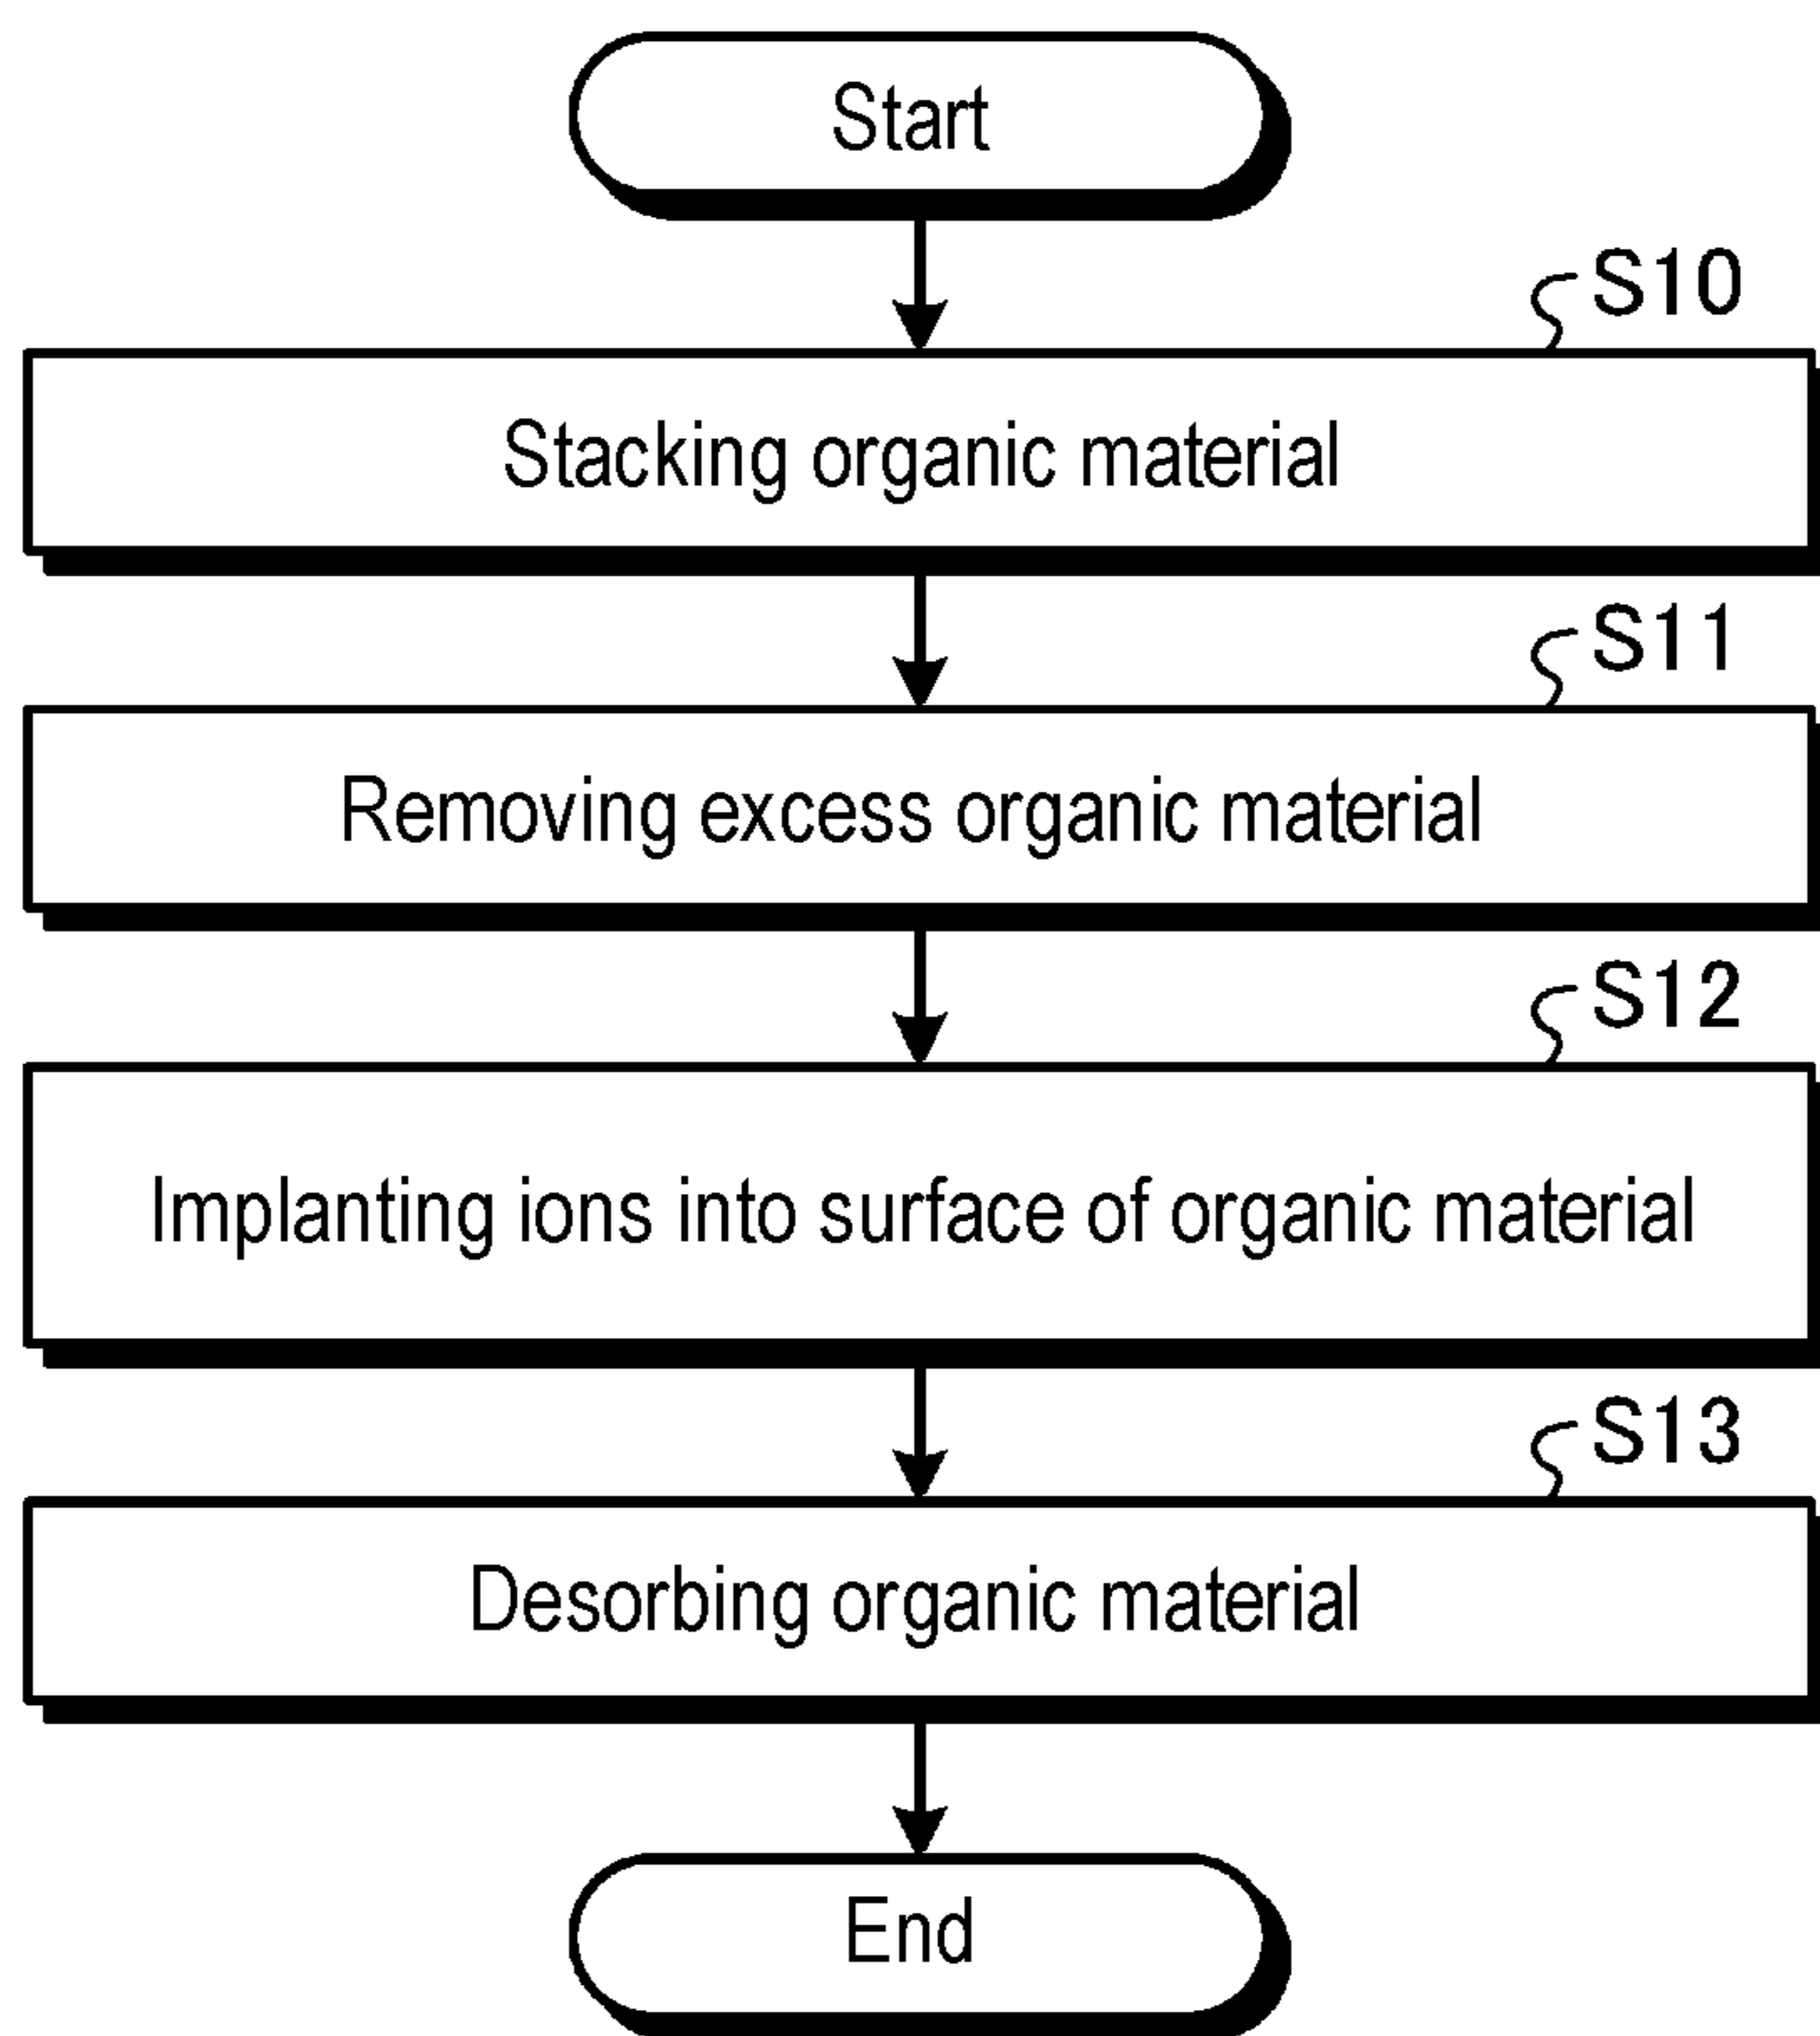 Start
S10
Stacking organic material
S11
Removing excess organic material
S12
Implanting ions into surface of organic material
S13
Desorbing organic material
End